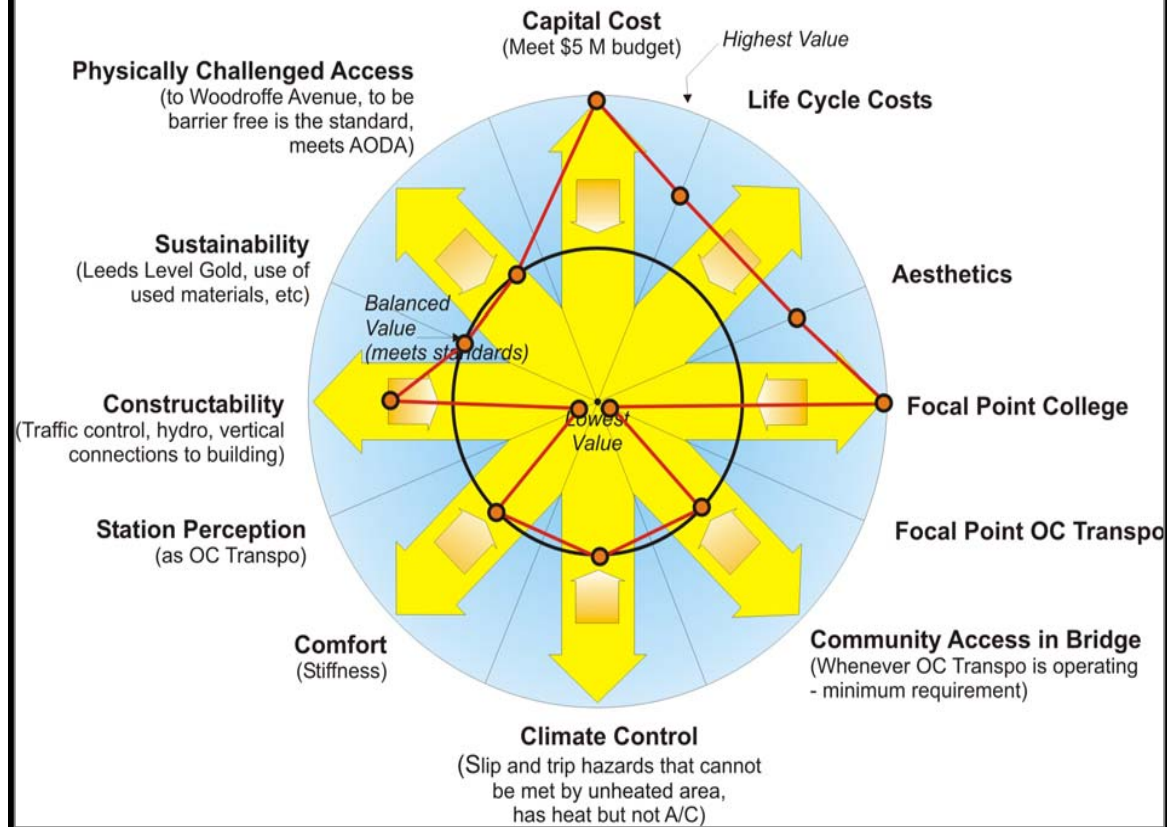 Capital Cost
(Meet $5 M budget)
Highest Value
Physically Challenged Access
(to Woodroffe Avenue, to be
barrier free is the standard,
meets AODA)
Life Cycle Costs
Sustainability
(Leeds Level Gold, use of
used materials, etc)
Aesthetics
Balanced
Value
(meets standards)
Constructability
(Traffic control, hydro, vertical
connections to building)
Lowest
Value
Focal Point College
Station Perception
(as OC Transpo)
Focal Point OC Transpo
Comfort
(Stiffness)
Community Access in Bridge
(Whenever OC Transpo is operating
- minimum requirement)
Climate Control
(Slip and trip hazards that cannot
be met by unheated area,
has heat but not A/C)